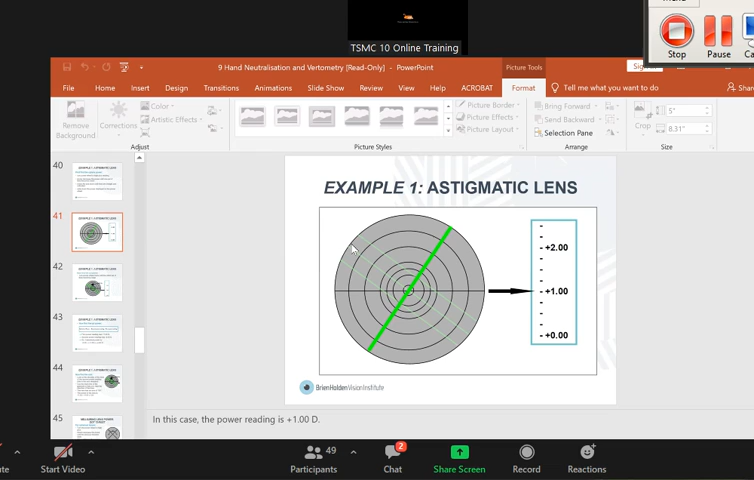 Menu
TSMC 10 Online Training
Stop
Pause
9 Hand Neutralisation and Vertometry [Read-Only] - PowerPoint
Picture Tools
File
Home
Insert
Design
Transitions
Animations
Slide Show
Review
View
Help
ACROBAT
Format
Tell me what you want to do
Share
Remove
Background
Corrections
Color
Artistic Effects
Picture Border
Picture Effects
Picture Layout
Bring Forward
Send Backward
Selection Pane
Crop
5"
8.31"
Adjust
Picture Styles
Arrange
Size
40
41
42
43
44
45
EXAMPLE 1: ASTIGMATIC LENS
+2.00
+1.00
+0.00
BrienHoldenVisionInstitute
In this case, the power reading is +1.00 D.
Start Video
49
Participants
2
Chat
Share Screen
Record
Reactions